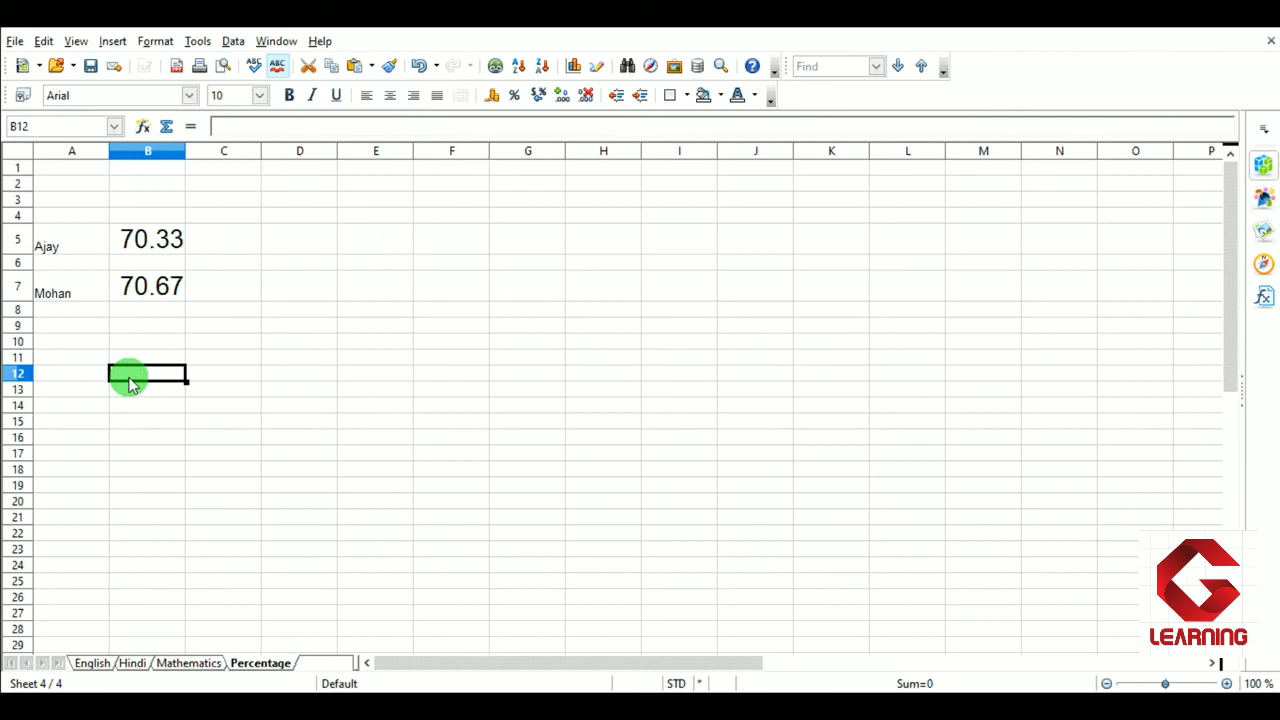 File Edit View Insert Format Tools Data Window Help
ABC ABC Find
Arial 10
B12
A B C D E F G H I J K L M N O P
1
2
3
4
5 Ajay 70.33
6
7 Mohan 70.67
8
9
10
11
12
13
14
15
16
17
18
19
20
21
22
23
24
25
26
27
28
29
G
LEARNING
English Hindi Mathematics Percentage
Sheet 4 / 4 Default STD * Sum=0 100 %